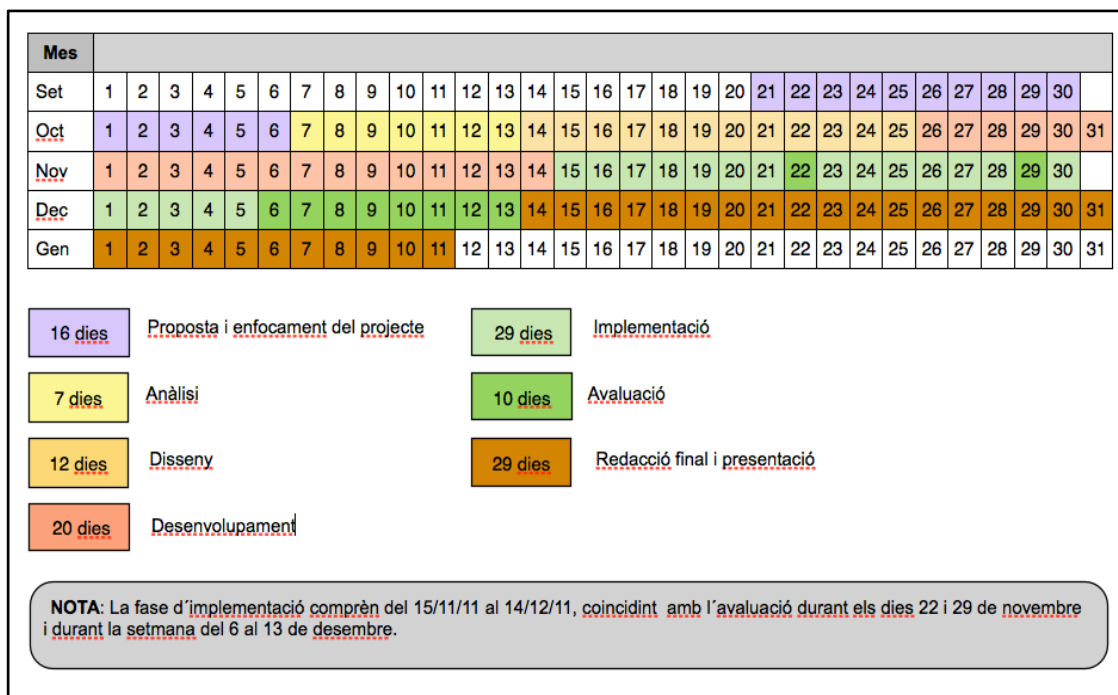 Mes
Set 1 2 3 4 5 6 7 8 9 10 11 12 13 14 15 16 17 18 19 20 21 22 23 24 25 26 27 28 29 30
Oct 1 2 3 4 5 6 7 8 9 10 11 12 13 14 15 16 17 18 19 20 21 22 23 24 25 26 27 28 29 30 31
Nov 1 2 3 4 5 6 7 8 9 10 11 12 13 14 15 16 17 18 19 20 21 22 23 24 25 26 27 28 29 30
Dec 1 2 3 4 5 6 7 8 9 10 11 12 13 14 15 16 17 18 19 20 21 22 23 24 25 26 27 28 29 30 31
Gen 1 2 3 4 5 6 7 8 9 10 11 12 13 14 15 16 17 18 19 20 21 22 23 24 25 26 27 28 29 30 31
16 dies Proposta i enfocament del projecte
29 dies Implementació
7 dies Anàlisi
10 dies Avaluació
12 dies Disseny
29 dies Redacció final i presentació
20 dies Desenvolupament
NOTA: La fase d´implementació comprèn del 15/11/11 al 14/12/11, coincidint amb l´avaluació durant els dies 22 i 29 de novembre
i durant la setmana del 6 al 13 de desembre.